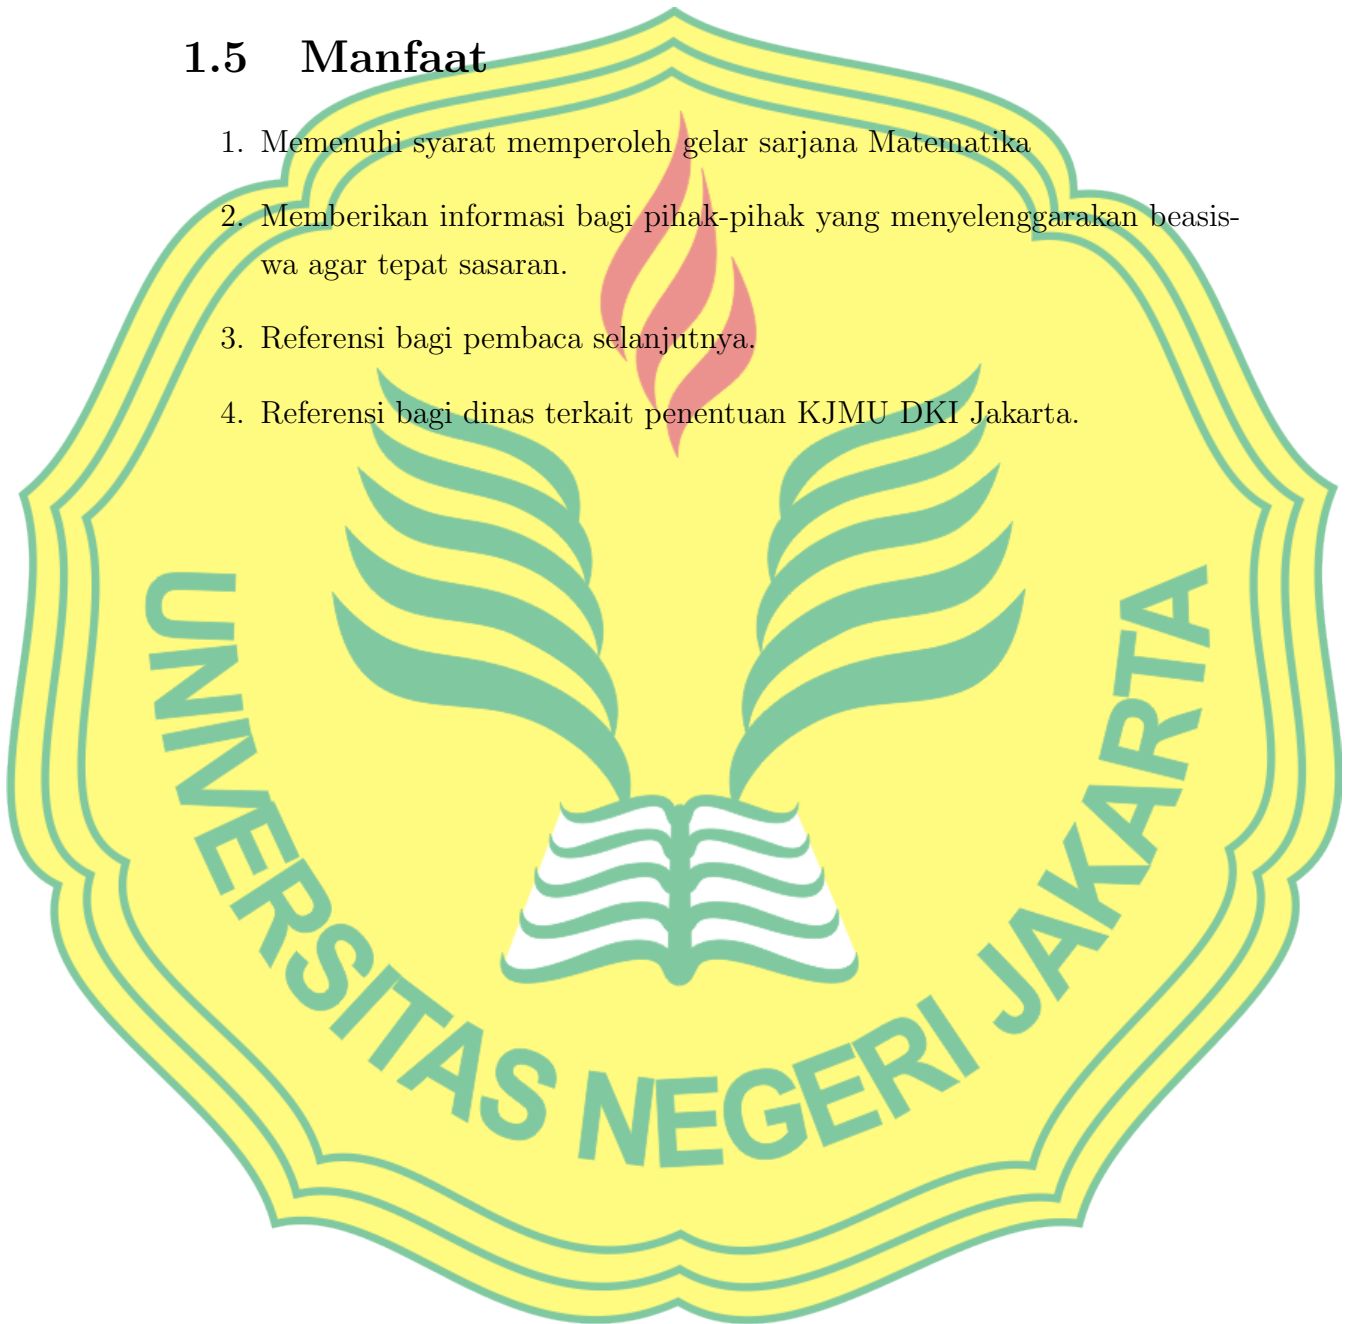 1.5 Manfaat
1. Memenuhi syarat memperoleh gelar sarjana Matematika
2. Memberikan informasi bagi pihak-pihak yang menyelenggarakan beasis-
wa agar tepat sasaran.
3. Referensi bagi pembaca selanjutnya.
4. Referensi bagi dinas terkait penentuan KJMU DKI Jakarta.
UNIVERSITAS NEGERI JAKARTA